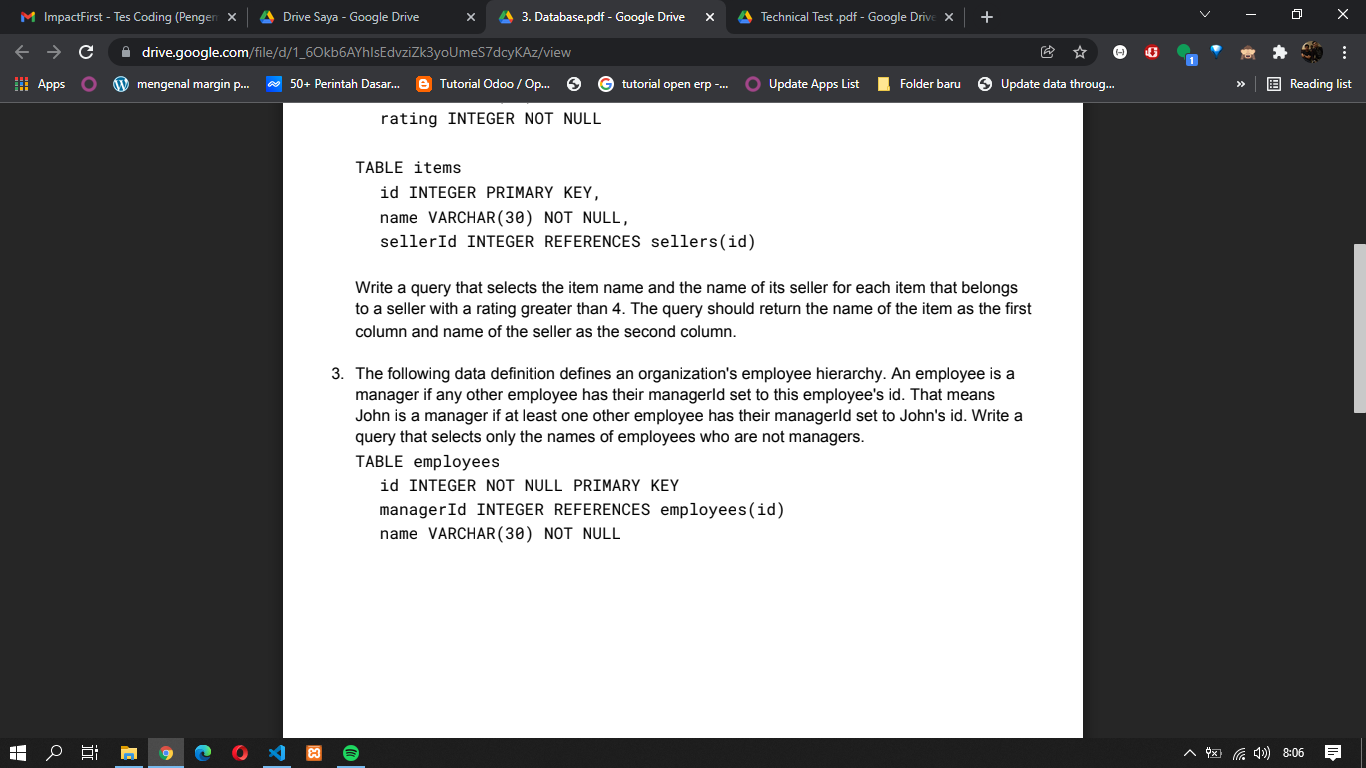 ImpactFirst - Tes Coding (Penger
Drive Saya - Google Drive
3. Database.pdf - Google Drive
Technical Test .pdf - Google Drive
drive.google.com/file/d/1_6Okb6AYhIsEdvziZk3yoUmeS7dcyKAz/view
1
Apps
mengenal margin p...
50+ Perintah Dasar...
Tutorial Odoo / Op...
tutorial open erp -...
Update Apps List
Folder baru
Update data throug...
»
Reading list
rating INTEGER NOT NULL
TABLE items
id INTEGER PRIMARY KEY,
name VARCHAR(30) NOT NULL,
sellerId INTEGER REFERENCES sellers(id)
Write a query that selects the item name and the name of its seller for each item that belongs
to a seller with a rating greater than 4. The query should return the name of the item as the first
column and name of the seller as the second column.
3. The following data definition defines an organization's employee hierarchy. An employee is a
manager if any other employee has their managerId set to this employee's id. That means
John is a manager if at least one other employee has their managerId set to John's id. Write a
query that selects only the names of employees who are not managers.
TABLE employees
id INTEGER NOT NULL PRIMARY KEY
managerId INTEGER REFERENCES employees(id)
name VARCHAR(30) NOT NULL
8:06